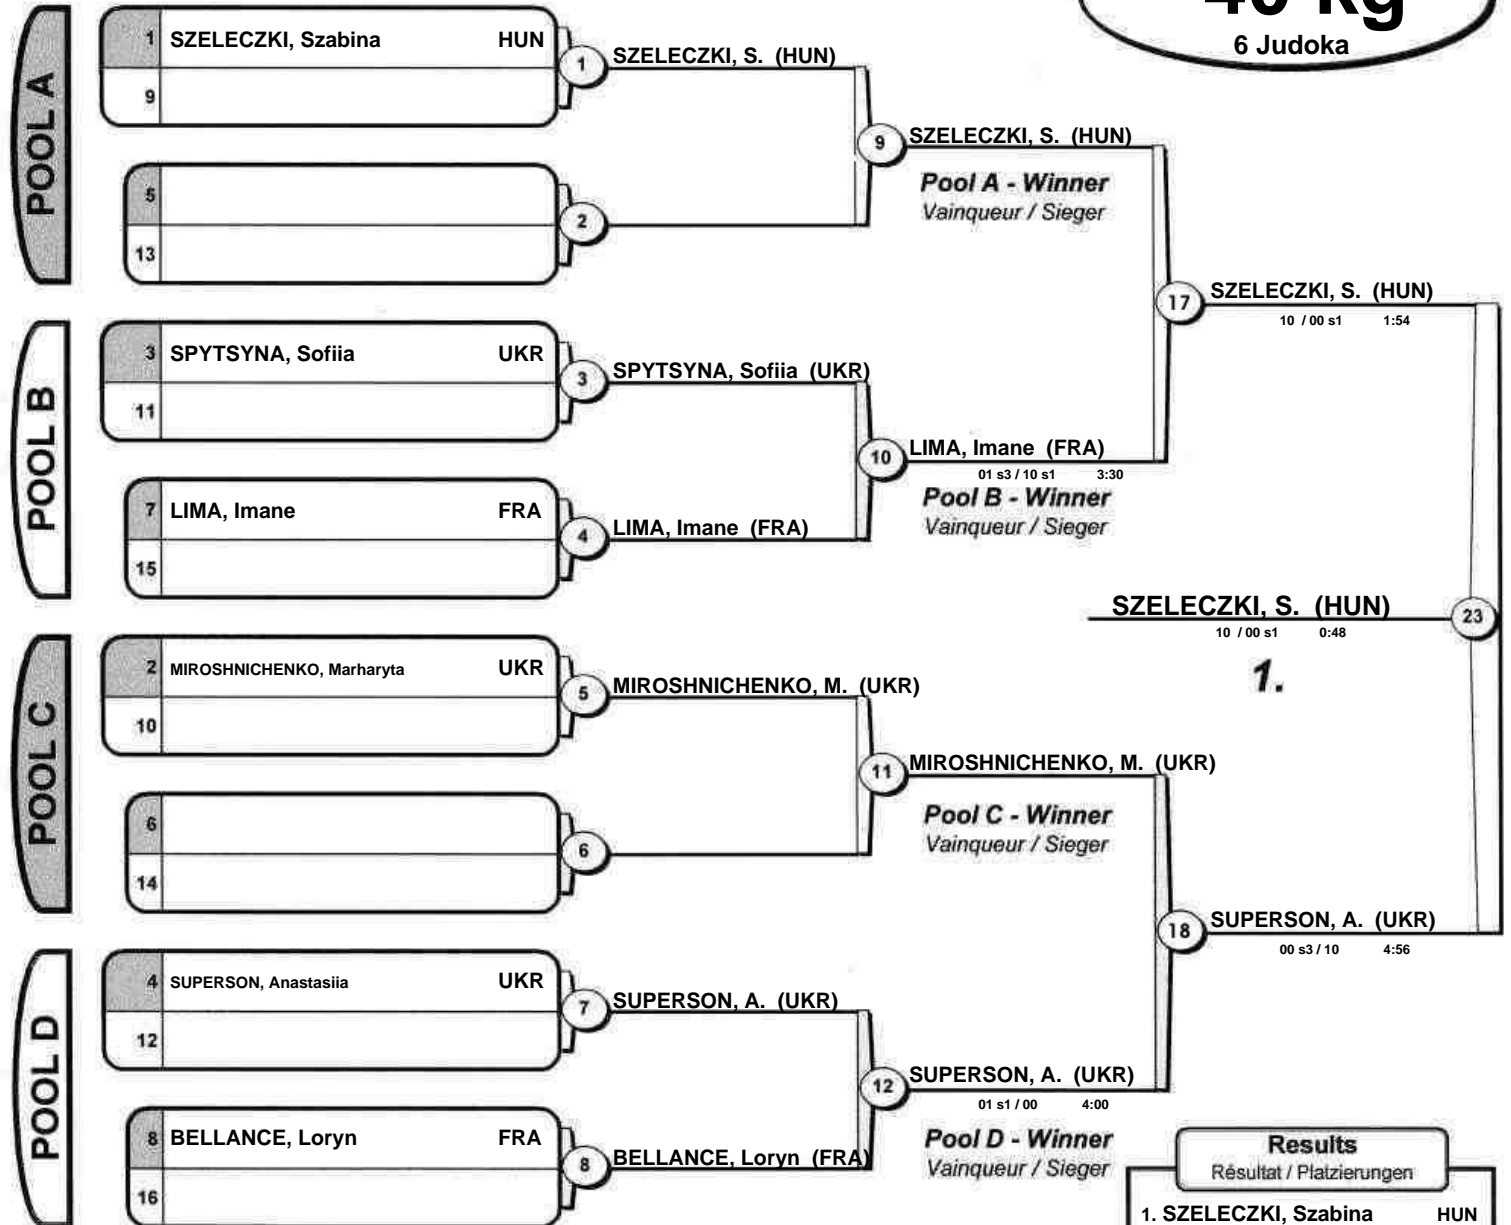 6 Judoka
POOL A
1 SZELECZKI, Szabina HUN
9
1
SZELECZKI, S. (HUN)
5
13
2
9
SZELECZKI, S. (HUN)
Pool A - Winner
Vainqueur / Sieger
17
SZELECZKI, S. (HUN)
10 / 00 s1 1:54
POOL B
3 SPYTSYNA, Sofiia UKR
11
3
SPYTSYNA, Sofiia (UKR)
7 LIMA, Imane FRA
15
4
LIMA, Imane (FRA)
10
LIMA, Imane (FRA)
01 s3 / 10 s1 3:30
Pool B - Winner
Vainqueur / Sieger
SZELECZKI, S. (HUN)
10 / 00 s1 0:48
23
1.
POOL C
2 MIROSHNICHENKO, Marharyta UKR
10
5
MIROSHNICHENKO, M. (UKR)
6
14
6
11
MIROSHNICHENKO, M. (UKR)
Pool C - Winner
Vainqueur / Sieger
18
SUPERSON, A. (UKR)
00 s3 / 10 4:56
POOL D
4 SUPERSON, Anastasiia UKR
12
7
SUPERSON, A. (UKR)
8 BELLANCE, Loryn FRA
16
8
BELLANCE, Loryn (FRA)
12
SUPERSON, A. (UKR)
01 s1 / 00 4:00
Pool D - Winner
Vainqueur / Sieger
Results
Résultat / Platzierungen
1. SZELECZKI, Szabina HUN